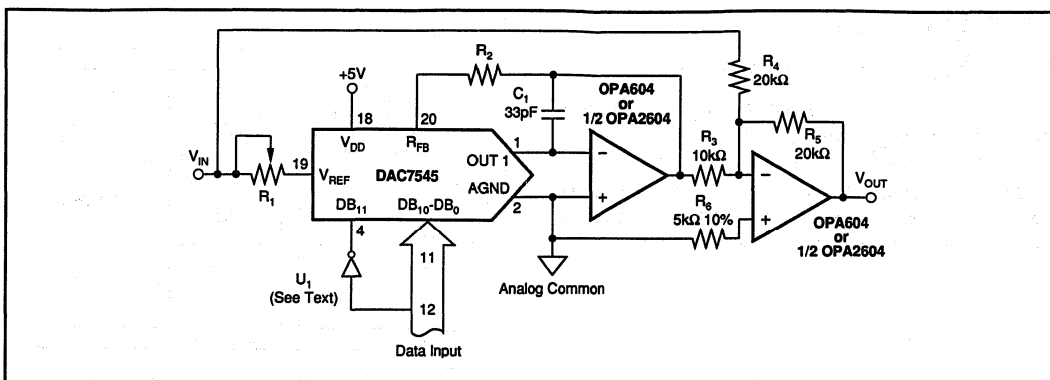 R4
20kΩ
R2
+5V
C1
33pF
OPA604
or
1/2 OPA2604
18
20
VDD
RFB
1
R5
20kΩ
R3
10kΩ
VIN
19
OUT 1
VREF
DAC7545
AGND
VOUT
R1
DB11
DB10-DB0
2
R6
5kΩ 10%
4
OPA604
or
1/2 OPA2604
11
U1
(See Text)
12
Analog Common
Data Input
−
+
−
+